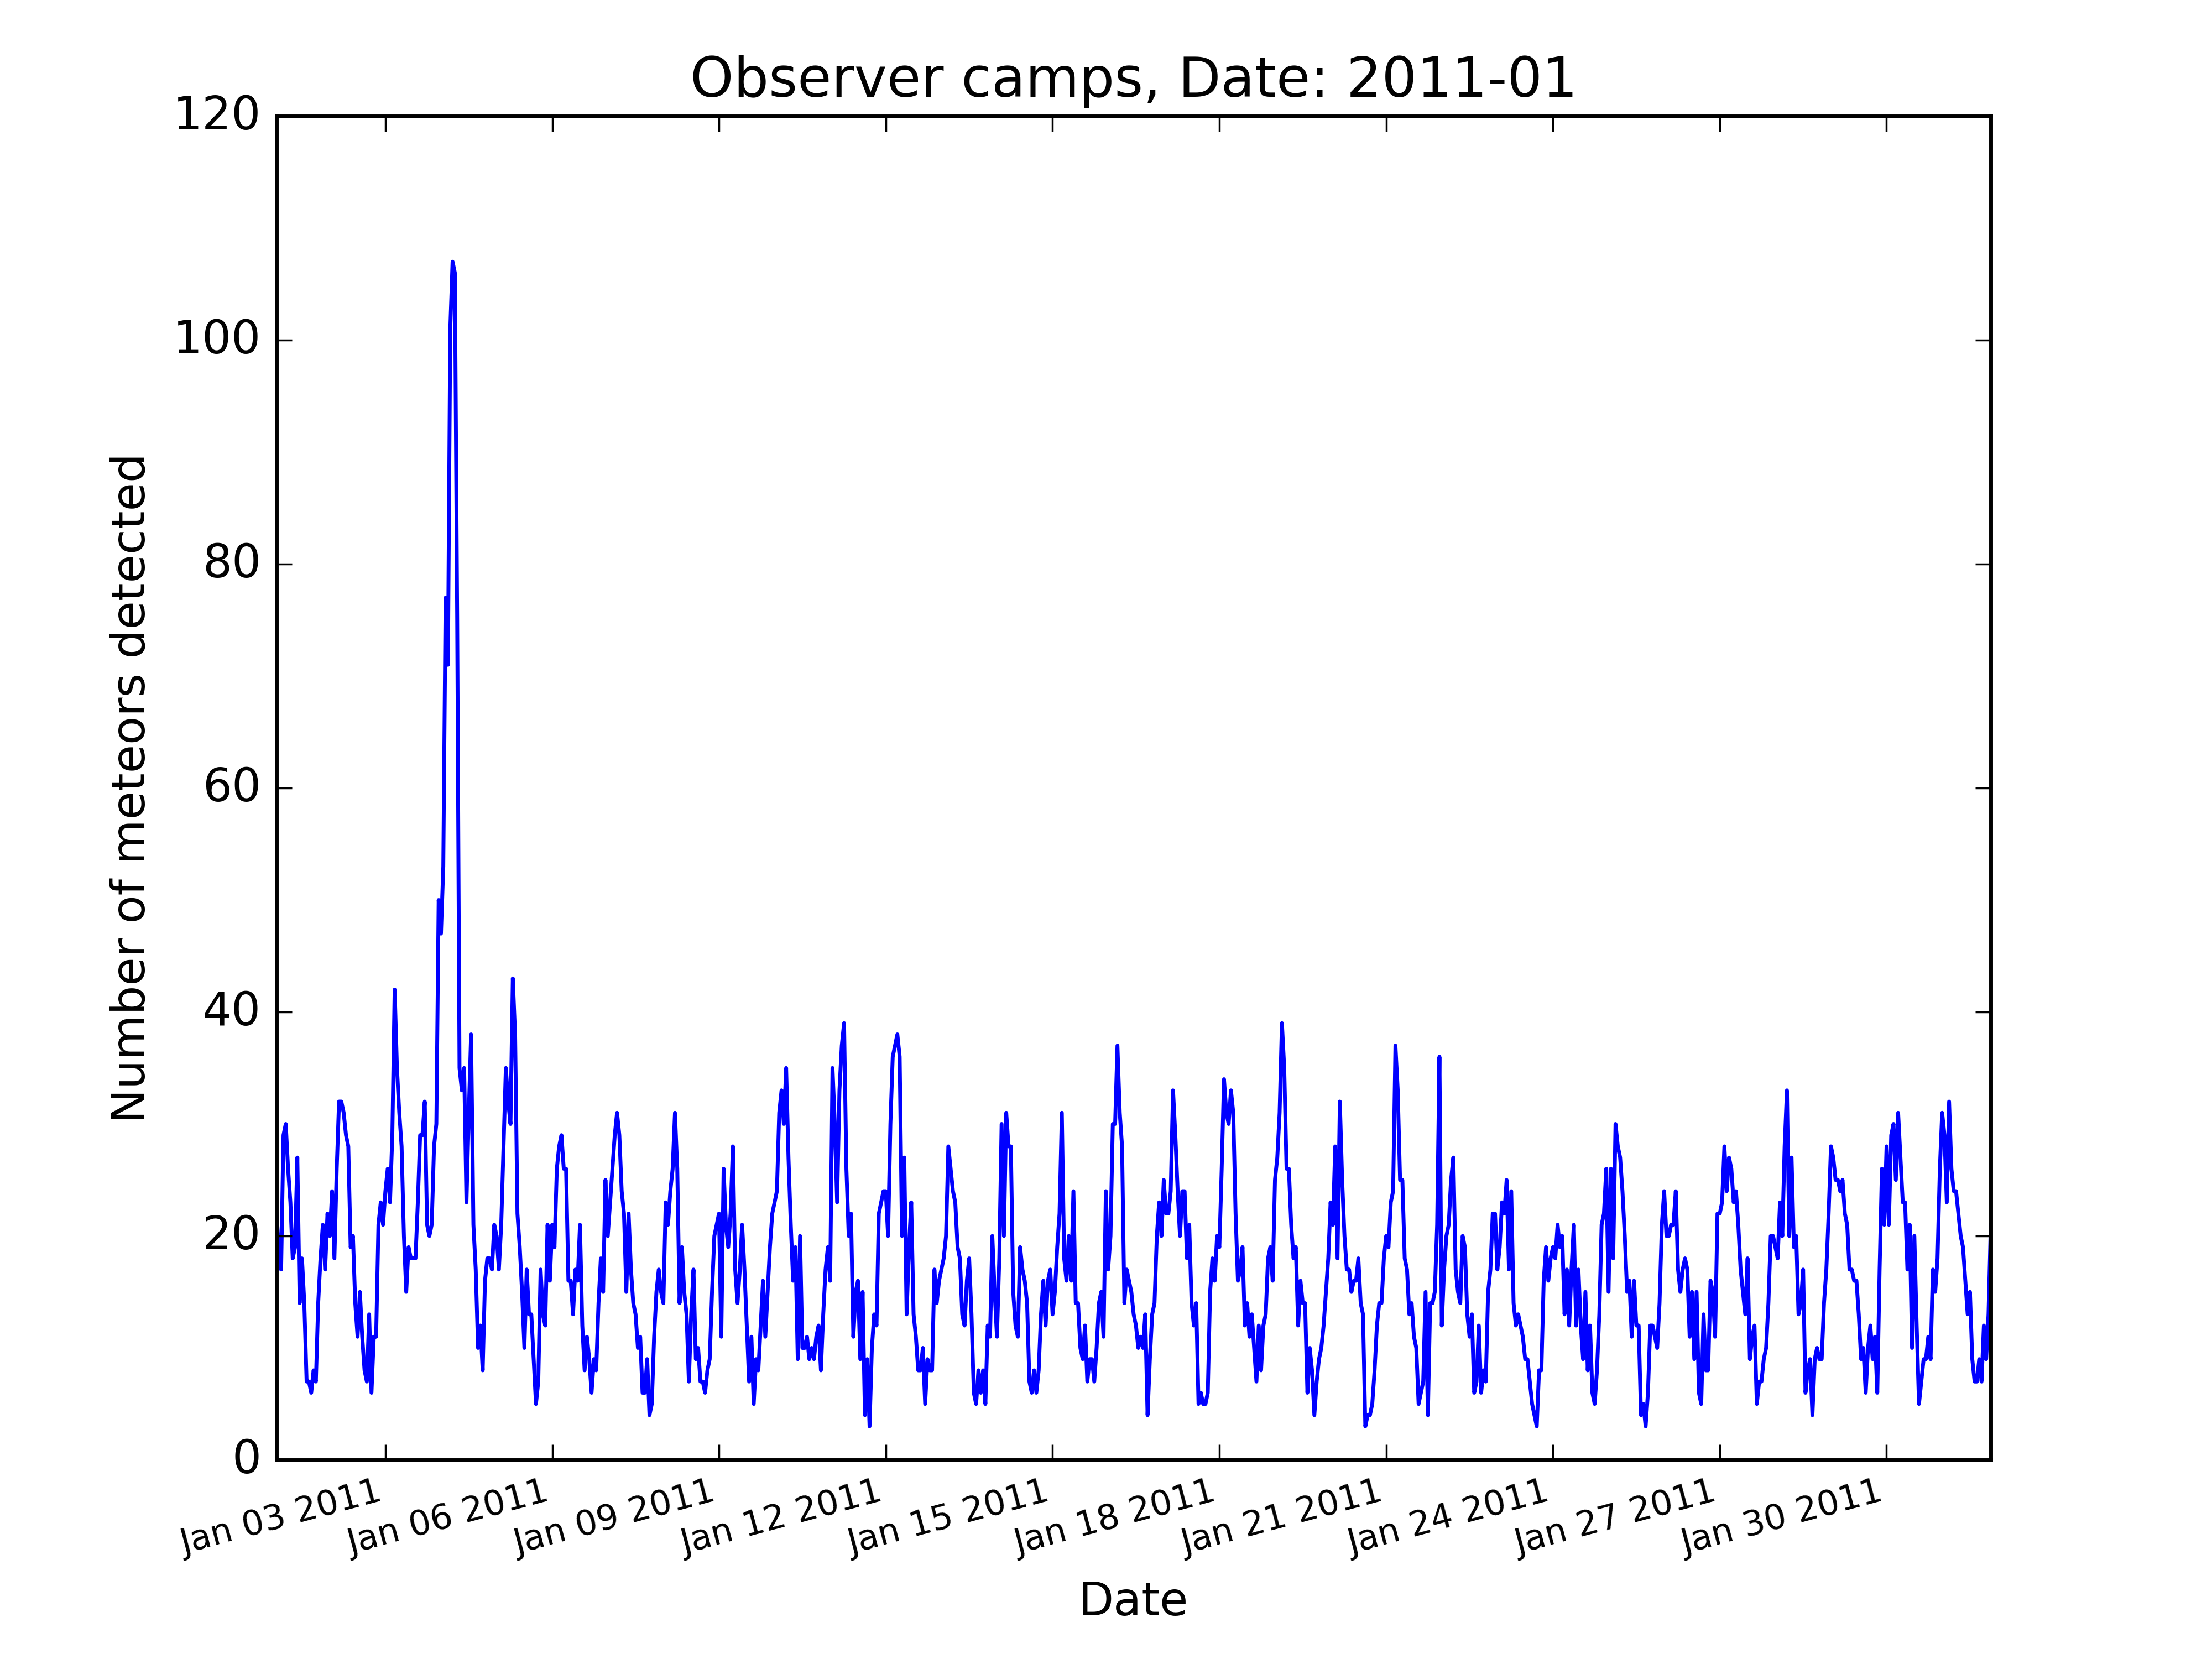 Observer camps, Date: 2011-01
120
100
80
60
40
20
0
Number of meteors detected
Jan 03 2011
Jan 06 2011
Jan 09 2011
Jan 12 2011
Jan 15 2011
Jan 18 2011
Jan 21 2011
Jan 24 2011
Jan 27 2011
Jan 30 2011
Date